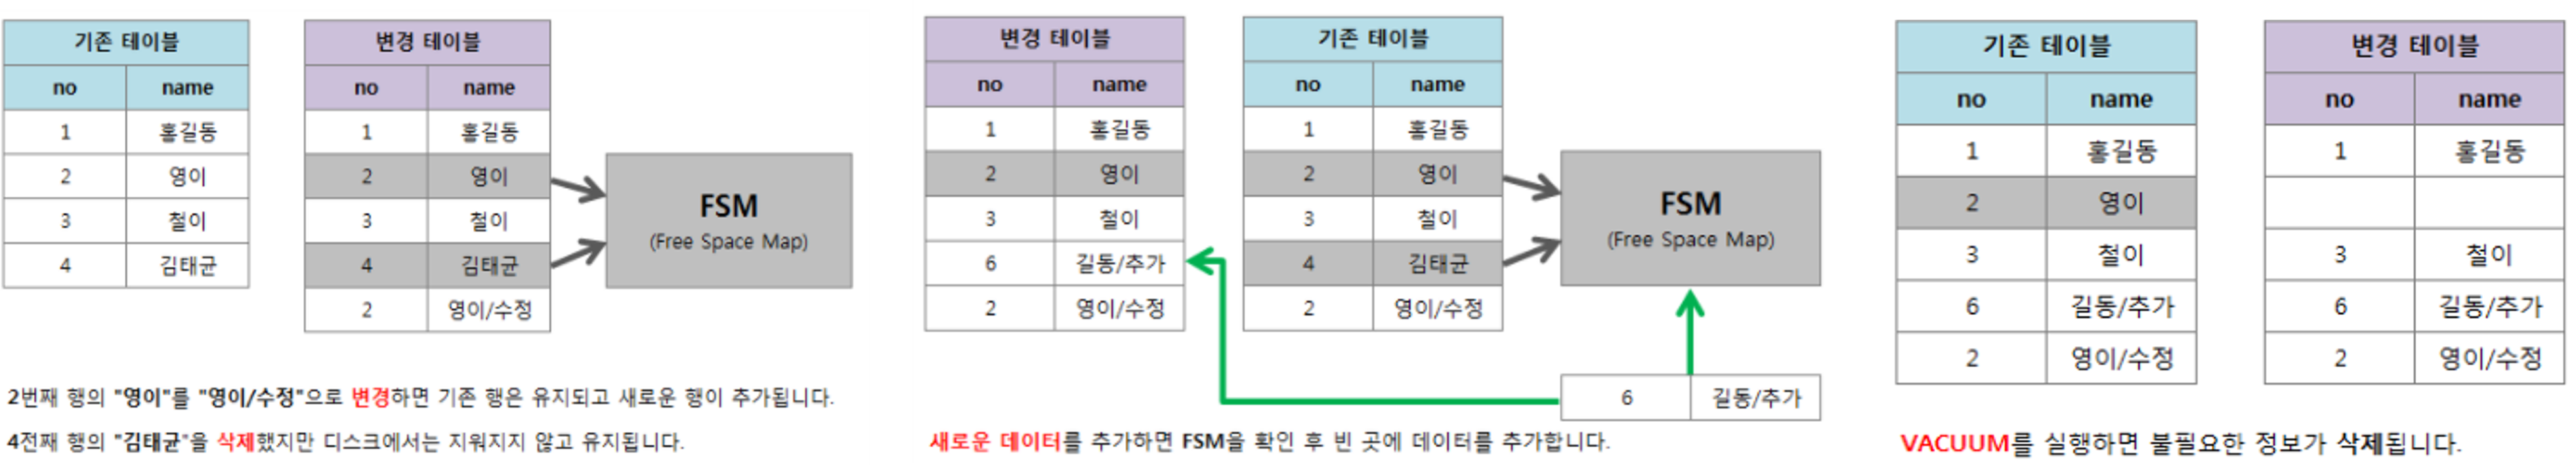 기존 테이블
no name
1 홍길동
2 영이
3 철이
4 김태균
변경 테이블
no name
1 홍길동
2 영이
3 철이
4 김태균
2 영이/수정
FSM
(Free Space Map)
2번째 행의 "영이"를 "영이/수정"으로 변경하면 기존 행은 유지되고 새로운 행이 추가됩니다.
4전째 행의 "김태균"을 삭제했지만 디스크에서는 지워지지 않고 유지됩니다.
변경 테이블
no name
1 홍길동
2 영이
3 철이
6 길동/추가
2 영이/수정
기존 테이블
no name
1 홍길동
2 영이
3 철이
4 김태균
2 영이/수정
FSM
(Free Space Map)
6 길동/추가
새로운 데이터를 추가하면 FSM을 확인 후 빈 곳에 데이터를 추가합니다.
기존 테이블
no name
1 홍길동
2 영이
3 철이
6 길동/추가
2 영이/수정
변경 테이블
no name
1 홍길동
3 철이
6 길동/추가
2 영이/수정
VACUUM를 실행하면 불필요한 정보가 삭제됩니다.